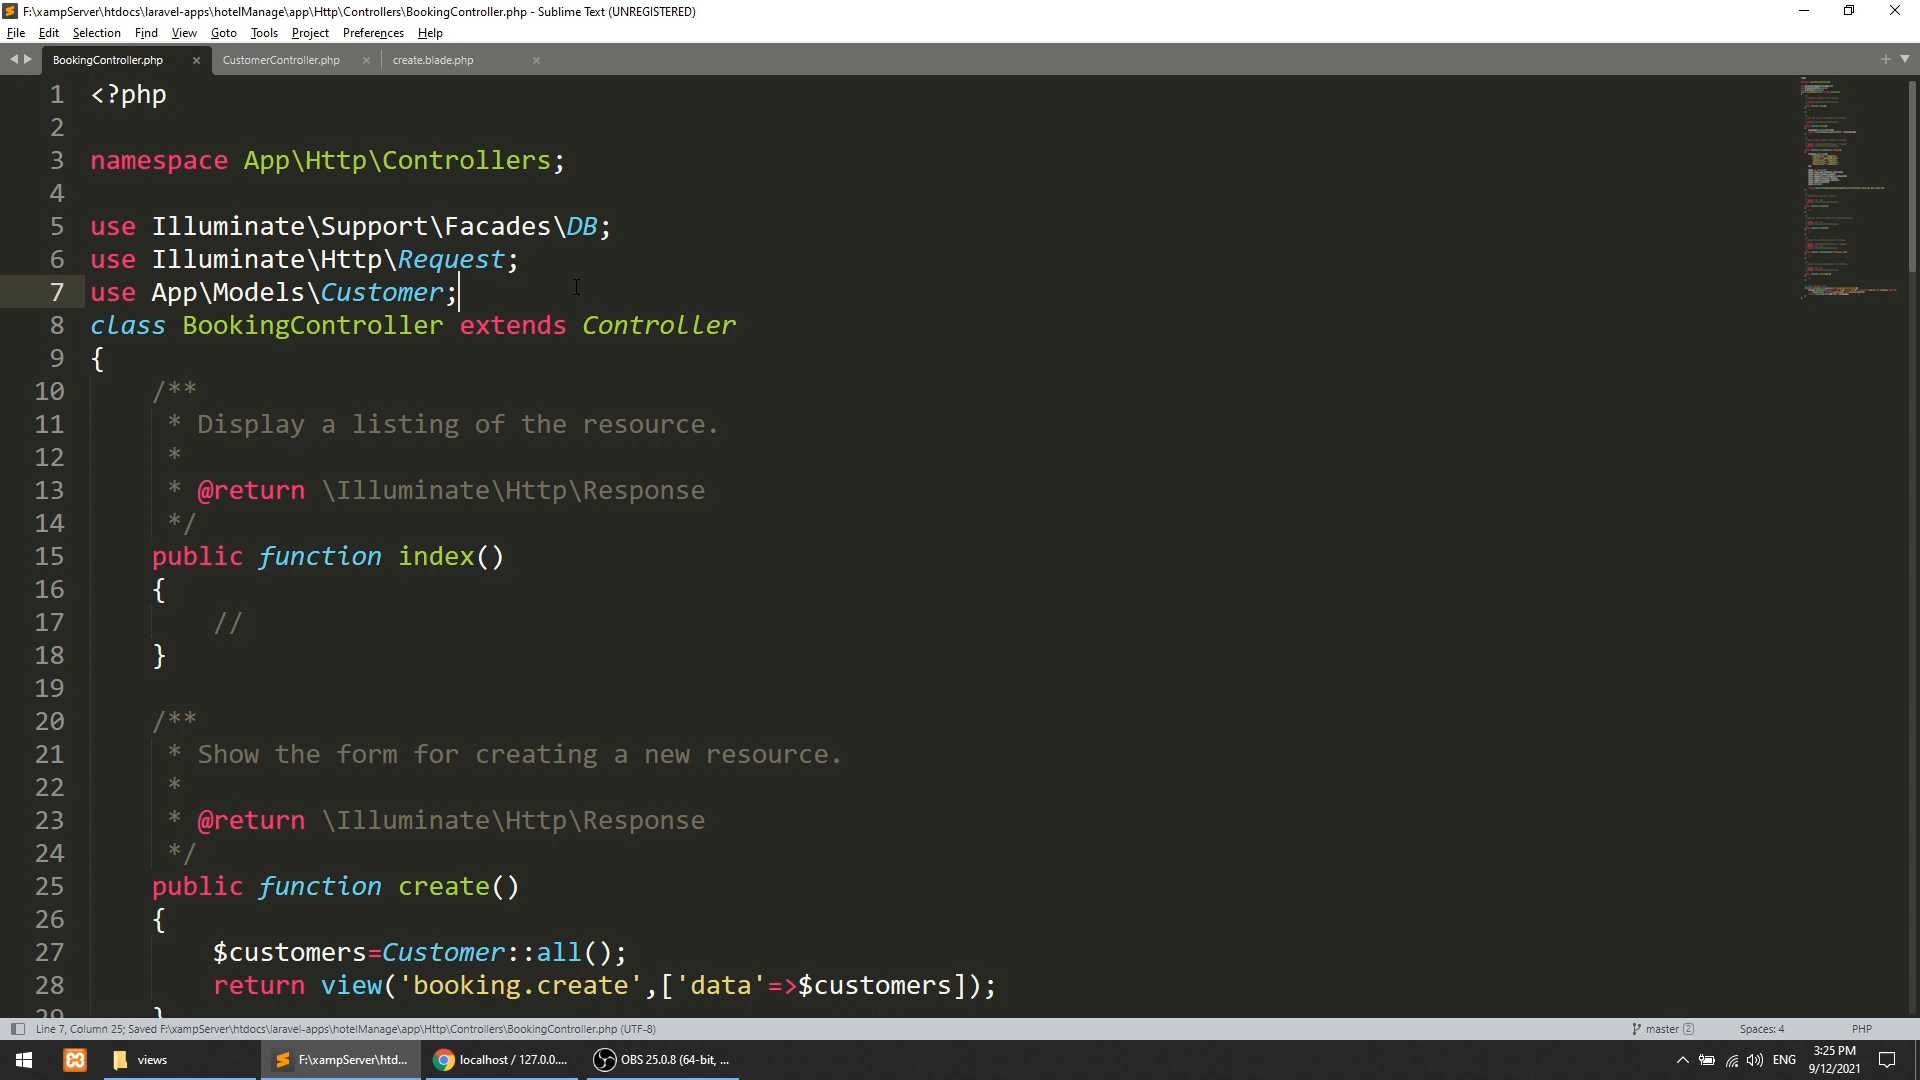 F:\xampServer\htdocs\laravel-apps\hotelManage\app\Http\Controllers\BookingController.php - Sublime Text (UNREGISTERED)
File Edit Selection Find View Goto Tools Project Preferences Help
BookingController.php CustomerController.php create.blade.php
1 <?php
2
3 namespace App\Http\Controllers;
4
5 use Illuminate\Support\Facades\DB;
6 use Illuminate\Http\Request;
7 use App\Models\Customer;
8 class BookingController extends Controller
9 {
10 /**
11 * Display a listing of the resource.
12 *
13 * @return \Illuminate\Http\Response
14 */
15 public function index()
16 {
17 //
18 }
19
20 /**
21 * Show the form for creating a new resource.
22 *
23 * @return \Illuminate\Http\Response
24 */
25 public function create()
26 {
27 $customers=Customer::all();
28 return view('booking.create',['data'=>$customers]);
29 }
Line 7, Column 25; Saved F:\xampServer\htdocs\laravel-apps\hotelManage\app\Http\Controllers\BookingController.php (UTF-8) master 2 Spaces: 4 PHP
views F:\xampServer\htd... localhost / 127.0.0.... OBS 25.0.8 (64-bit, ... ENG 3:25 PM
9/12/2021